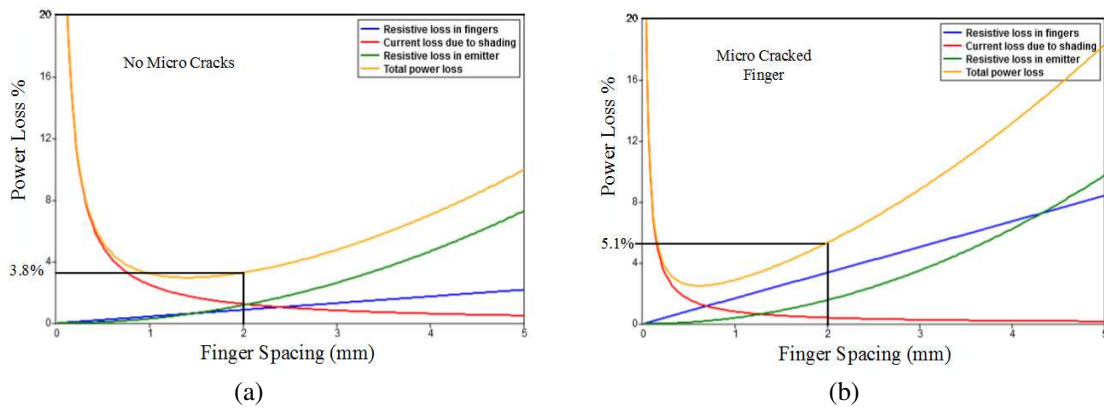 20
16
12
8
4
0
3.8%
Power Loss %
No Micro Cracks
Resistive loss in fingers
Current loss due to shading
Resistive loss in emitter
Total power loss
0 1 2 3 4 5
Finger Spacing (mm)
(a)
20
16
12
8
4
0
5.1%
Power Loss %
Micro Cracked
Finger
Resistive loss in fingers
Current loss due to shading
Resistive loss in emitter
Total power loss
0 1 2 3 4 5
Finger Spacing (mm)
(b)